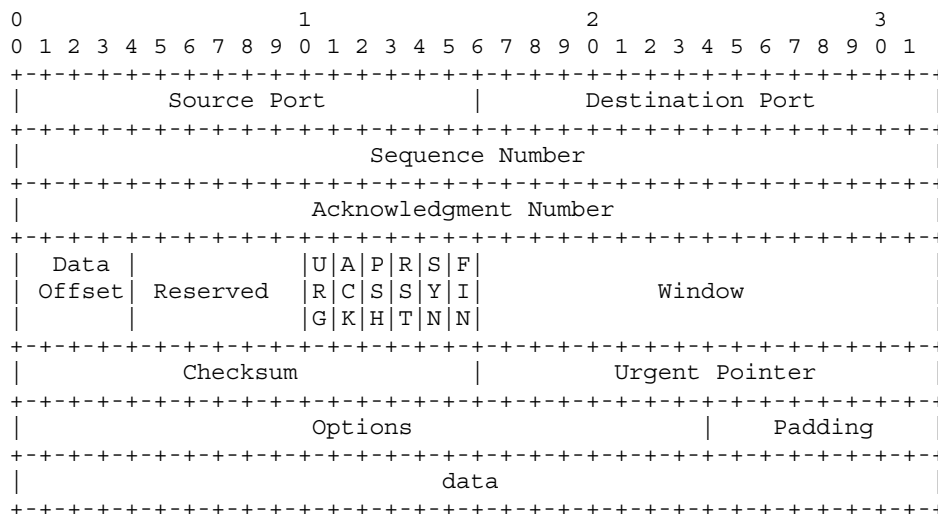 0                   1                   2                   3
0 1 2 3 4 5 6 7 8 9 0 1 2 3 4 5 6 7 8 9 0 1 2 3 4 5 6 7 8 9 0 1
+-+-+-+-+-+-+-+-+-+-+-+-+-+-+-+-+-+-+-+-+-+-+-+-+-+-+-+-+-+-+-+-+
|          Source Port          |       Destination Port        |
+-+-+-+-+-+-+-+-+-+-+-+-+-+-+-+-+-+-+-+-+-+-+-+-+-+-+-+-+-+-+-+-+
|                        Sequence Number                        |
+-+-+-+-+-+-+-+-+-+-+-+-+-+-+-+-+-+-+-+-+-+-+-+-+-+-+-+-+-+-+-+-+
|                    Acknowledgment Number                      |
+-+-+-+-+-+-+-+-+-+-+-+-+-+-+-+-+-+-+-+-+-+-+-+-+-+-+-+-+-+-+-+-+
|  Data |           |U|A|P|R|S|F|                               |
| Offset| Reserved  |R|C|S|S|Y|I|            Window             |
|       |           |G|K|H|T|N|N|                               |
+-+-+-+-+-+-+-+-+-+-+-+-+-+-+-+-+-+-+-+-+-+-+-+-+-+-+-+-+-+-+-+-+
|           Checksum            |         Urgent Pointer        |
+-+-+-+-+-+-+-+-+-+-+-+-+-+-+-+-+-+-+-+-+-+-+-+-+-+-+-+-+-+-+-+-+
|                    Options                    |    Padding    |
+-+-+-+-+-+-+-+-+-+-+-+-+-+-+-+-+-+-+-+-+-+-+-+-+-+-+-+-+-+-+-+-+
|                             data                              |
+-+-+-+-+-+-+-+-+-+-+-+-+-+-+-+-+-+-+-+-+-+-+-+-+-+-+-+-+-+-+-+-+